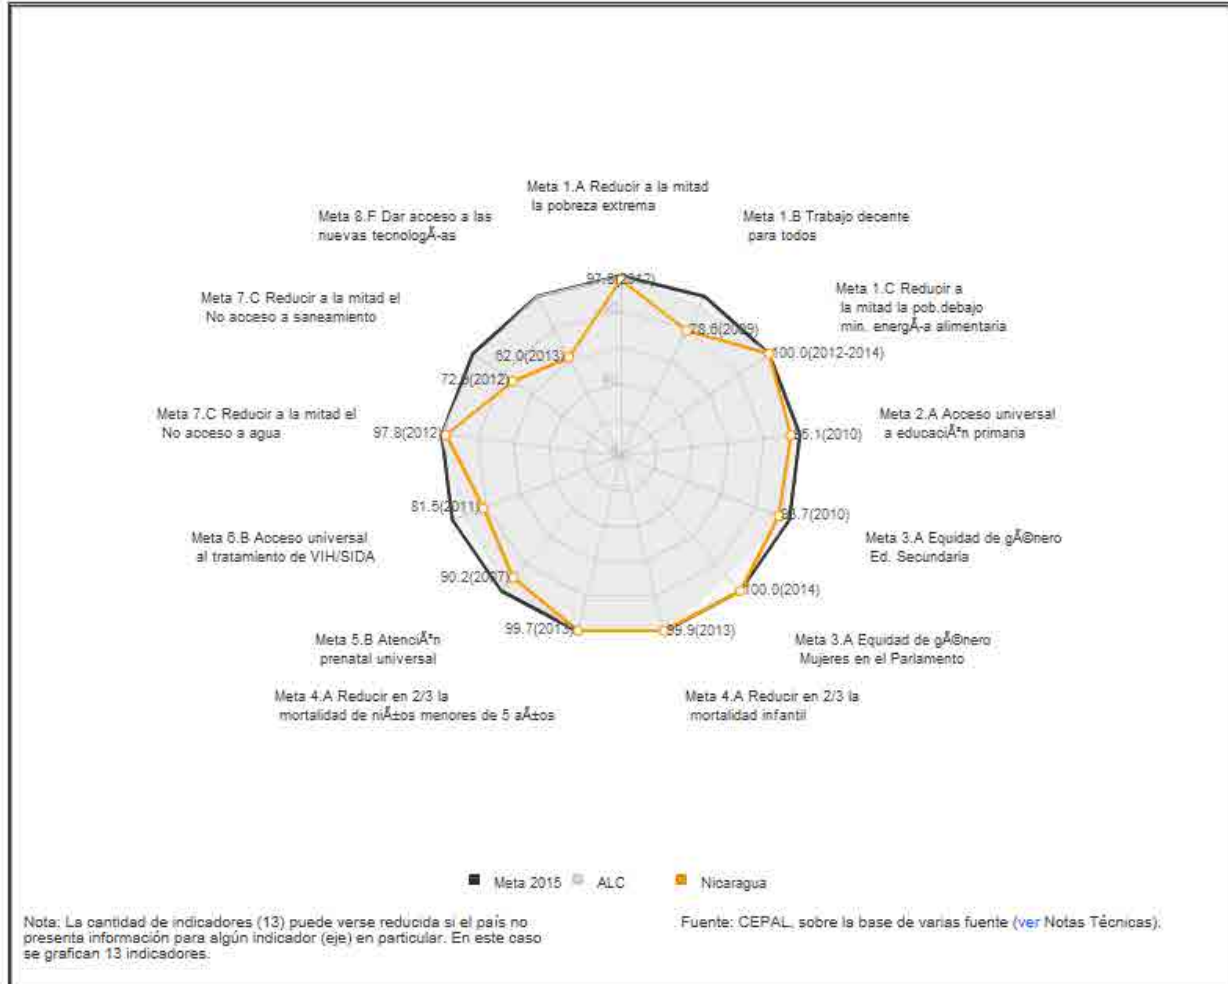 Meta 1.A Reducir a la mitad
la pobreza extrema
Meta 8.F Dar acceso a las
nuevas tecnologÃ-as
Meta 1.B Trabajo decente
para todos
Meta 7.C Reducir a la mitad el
No acceso a saneamiento
Meta 1.C Reducir a
la mitad la pob.debajo
min. energÃ-a alimentaria
78.6(2009)
62.0(2013)
100.0(2012-2014)
Meta 7.C Reducir a la mitad el
No acceso a agua
97.8(2012)
95.1(2010)
Meta 2.A Acceso universal
a educaciÃ³n primaria
81.5(2011)
Meta 6.B Acceso universal
al tratamiento de VIH/SIDA
Meta 3.A Equidad de gÃ©nero
Ed. Secundaria
90.2(2007)
100.0(2014)
99.7(2013)
99.9(2013)
Meta 5.B AtenciÃ³n
prenatal universal
Meta 3.A Equidad de gÃ©nero
Mujeres en el Parlamento
Meta 4.A Reducir en 2/3 la
mortalidad de niÃ±os menores de 5 aÃ±os
Meta 4.A Reducir en 2/3 la
mortalidad infantil
Meta 2015 ALC Nicaragua
Nota: La cantidad de indicadores (13) puede verse reducida si el país no
presenta información para algún indicador (eje) en particular. En este caso
se grafican 13 indicadores.
Fuente: CEPAL, sobre la base de varias fuente (ver Notas Técnicas).